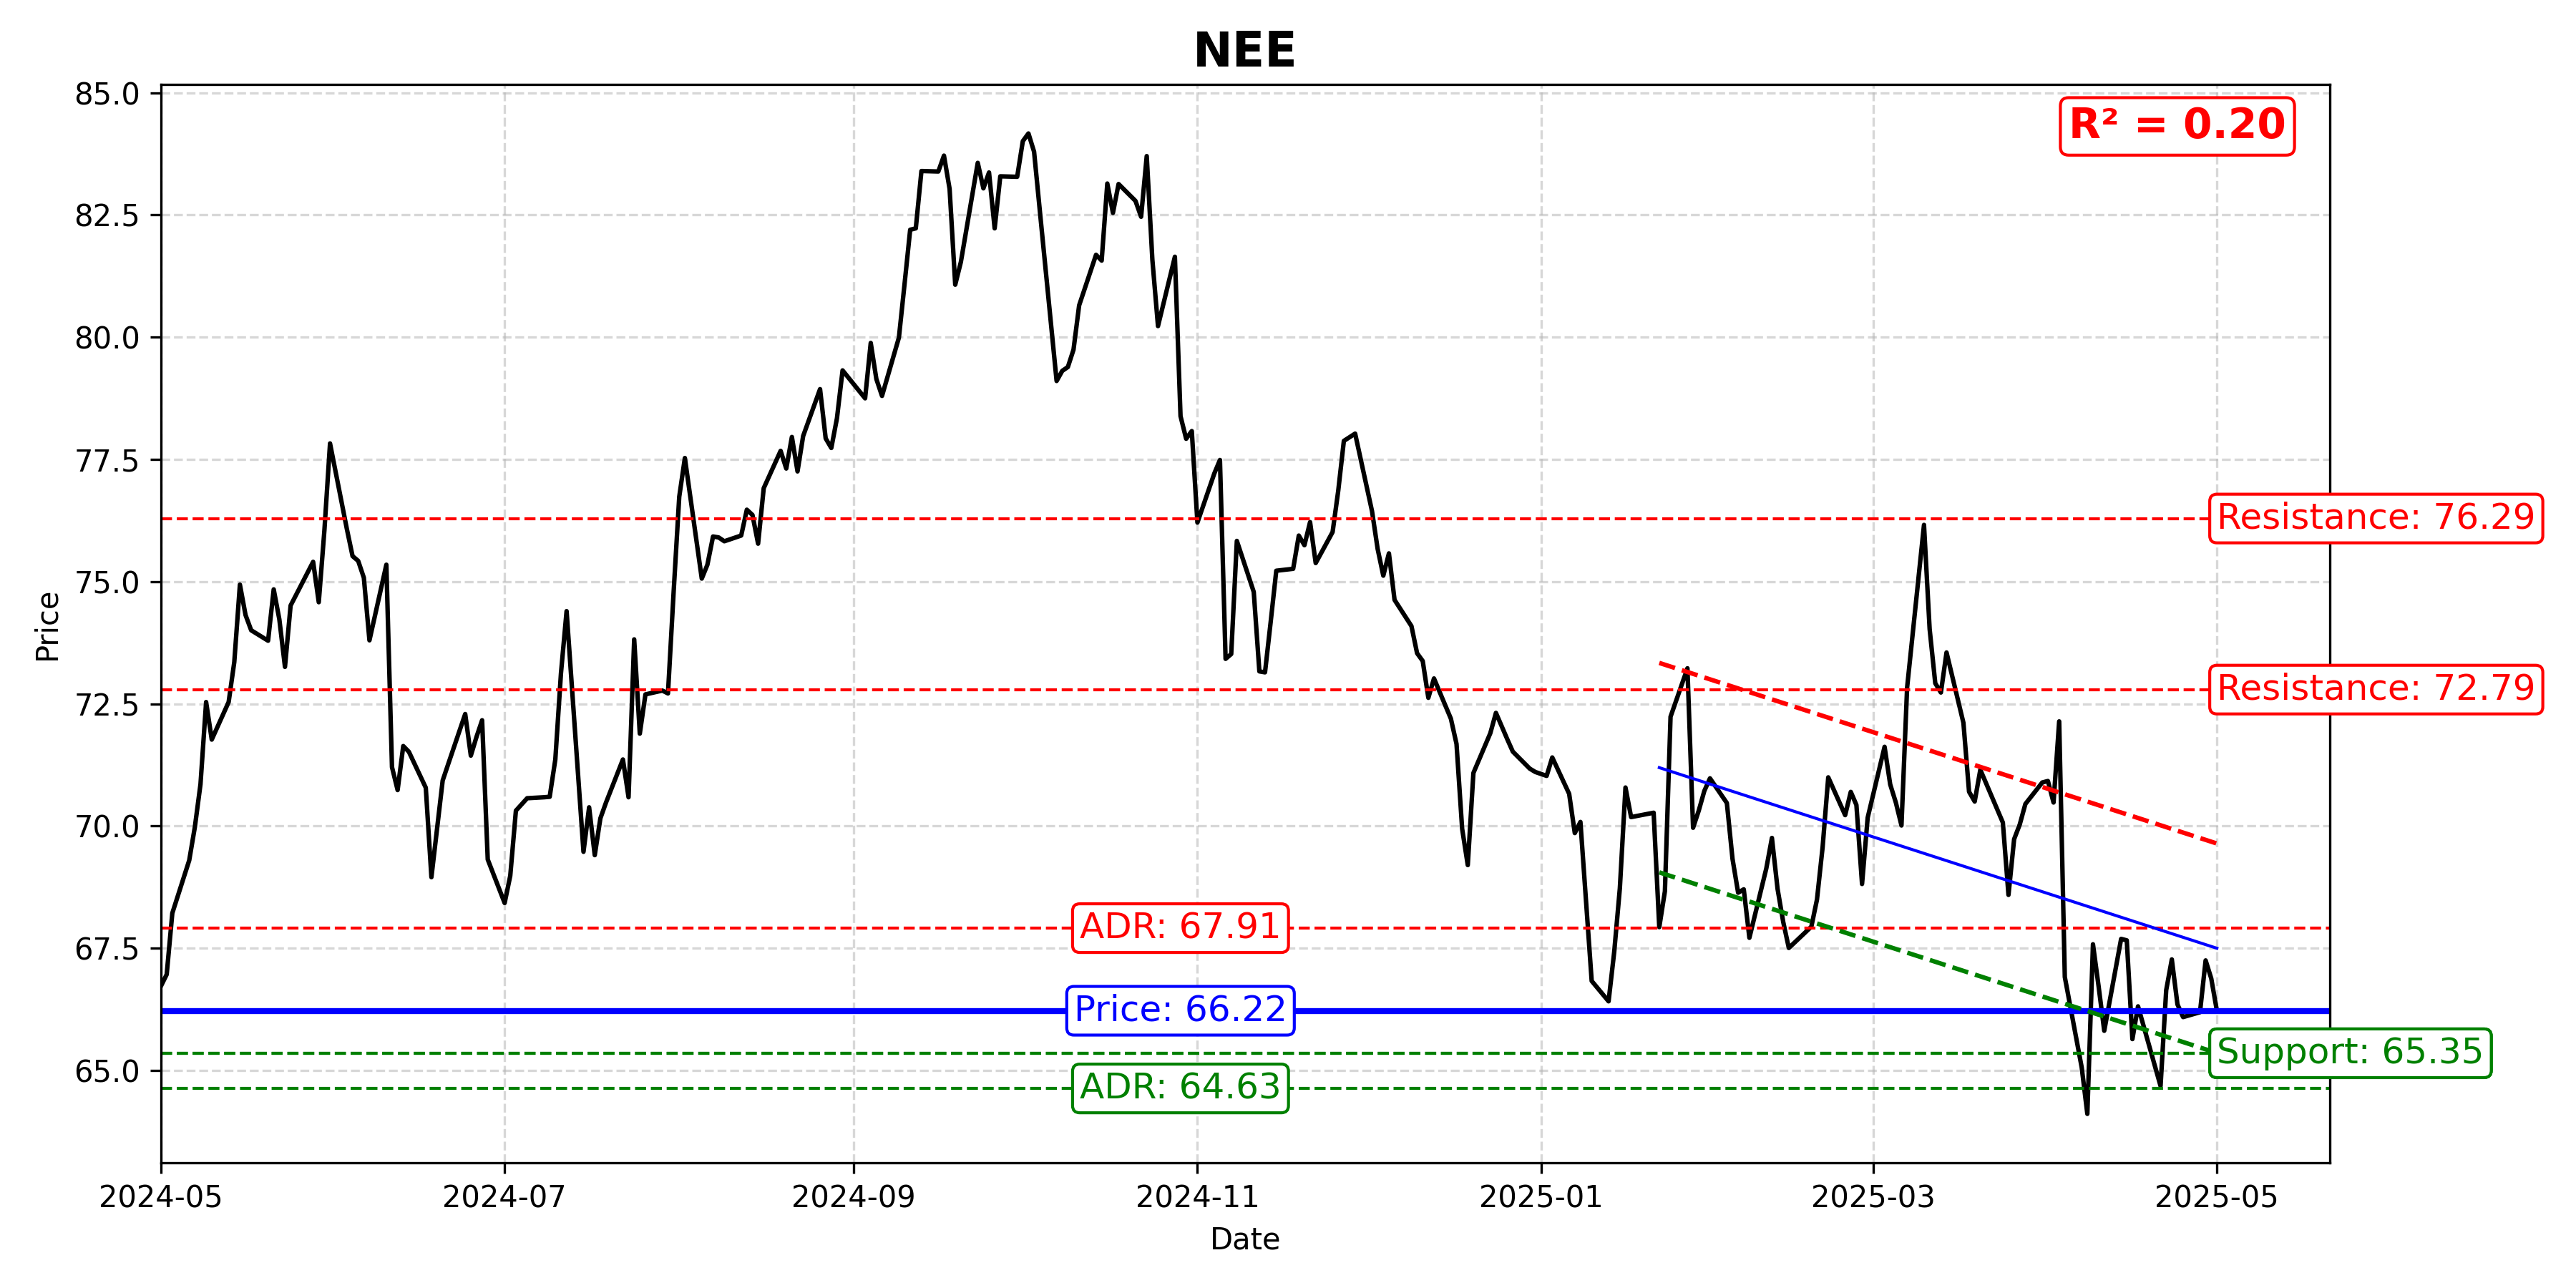 NEE
R² = 0.20
85.0
82.5
80.0
77.5
75.0
72.5
70.0
67.5
65.0
Price
Resistance: 76.29
Resistance: 72.79
ADR: 67.91
Price: 66.22
Support: 65.35
ADR: 64.63
2024-05
2024-07
2024-09
2024-11
2025-01
2025-03
2025-05
Date